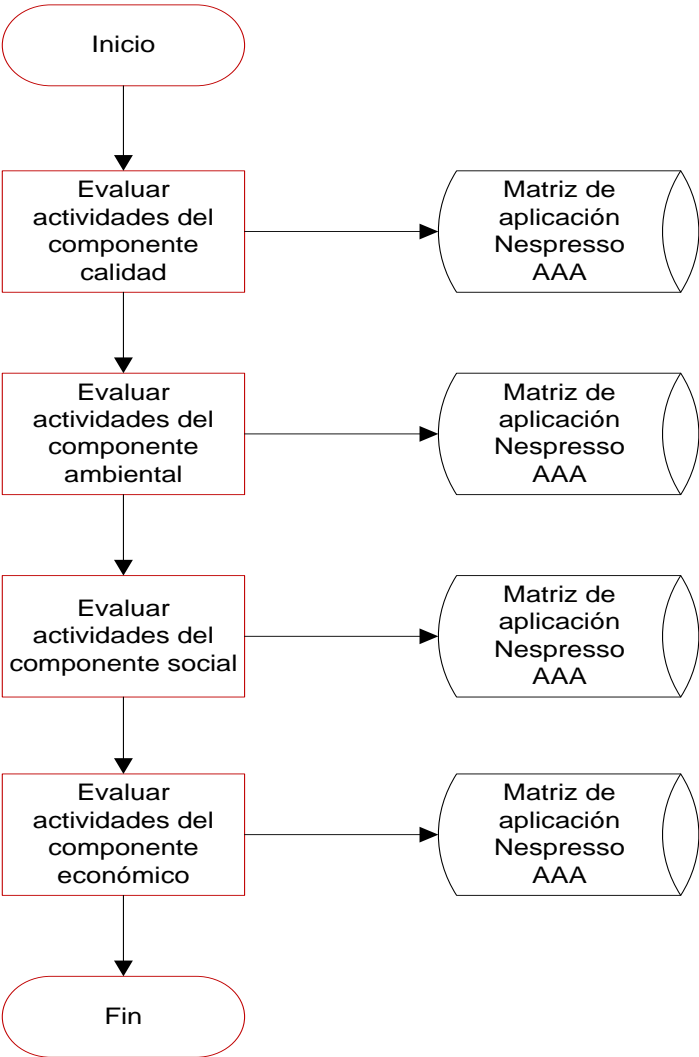 Inicio
Evaluar
actividades del
componente
calidad
Matriz de
aplicación
Nespresso
AAA
Evaluar
actividades del
componente
ambiental
Matriz de
aplicación
Nespresso
AAA
Evaluar
actividades del
componente social
Matriz de
aplicación
Nespresso
AAA
Evaluar
actividades del
componente
económico
Matriz de
aplicación
Nespresso
AAA
Fin